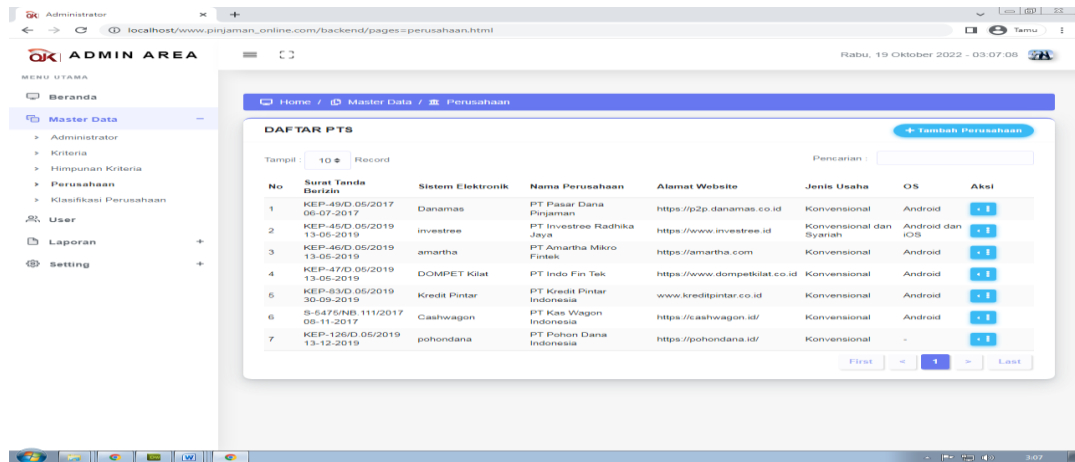 Administrator
localhost/www.pinjaman_online.com/backend/pages=perusahaan.html
Tamu
ADMIN AREA
Rabu, 19 Oktober 2022 - 03:07:06
MENU UTAMA
Beranda
Master Data
Administrator
Kriteria
Himpunan Kriteria
Perusahaan
Klasifikasi Perusahaan
User
Laporan
Setting
Home / Master Data / Perusahaan
DAFTAR PTS
+ Tambah Perusahaan
Tampil : 10 Record
Pencarian :
No Surat Tanda Berizin Sistem Elektronik Nama Perusahaan Alamat Website Jenis Usaha OS Aksi
1 KEP-49/D.05/2017 06-07-2017 Danamas PT Pasar Dana Pinjaman https://p2p.danamas.co.id Konvensional Android
2 KEP-45/D.05/2019 13-05-2019 investree PT Investree Radhika Jaya https://www.investree.id Konvensional dan Syariah Android dan iOS
3 KEP-46/D.05/2019 13-05-2019 amartha PT Amartha Mikro Fintek https://amartha.com Konvensional Android
4 KEP-47/D.05/2019 13-05-2019 DOMPET Kilat PT Indo Fin Tek https://www.dompetkilat.co.id Konvensional Android
5 KEP-83/D.05/2019 30-09-2019 Kredit Pintar PT Kredit Pintar Indonesia www.kreditpintar.co.id Konvensional Android
6 S-5475/NB.111/2017 08-11-2017 Cashwagon PT Kas Wagon Indonesia https://cashwagon.id/ Konvensional Android
7 KEP-126/D.05/2019 13-12-2019 pohondana PT Pohon Dana Indonesia https://pohondana.id/ Konvensional -
First « 1 » Last
3:07